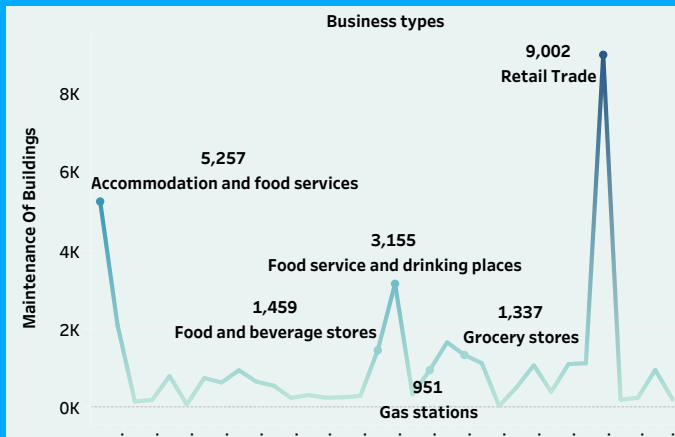 Business types
9,002
Retail Trade
8K
Maintenance Of Buildings
6K
5,257
Accommodation and food services
4K
3,155
Food service and drinking places
1,459
Food and beverage stores
1,337
Grocery stores
2K
951
Gas stations
0K